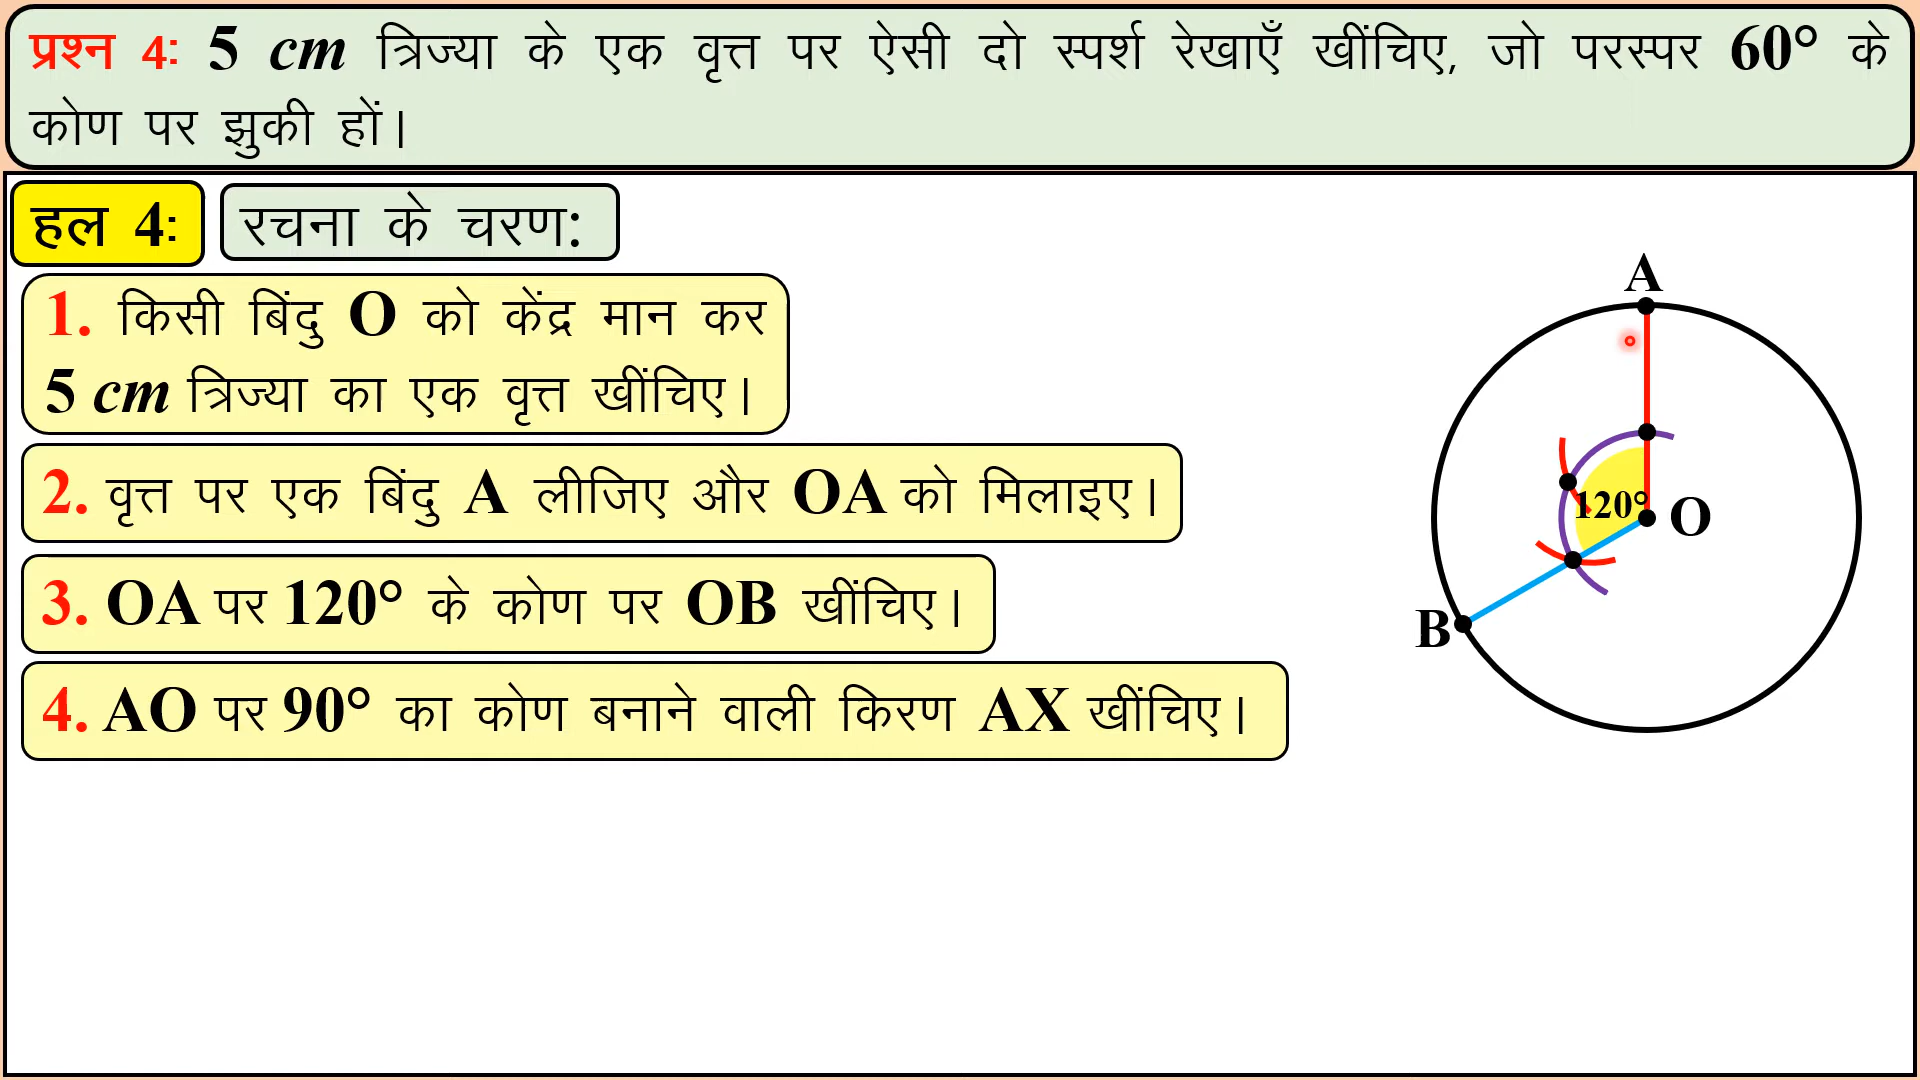 प्रश्न 4: 5 cm त्रिज्या के एक वृत्त पर ऐसी दो स्पर्श रेखाएँ खींचिए, जो परस्पर 60° के
कोण पर झुकी हों।
हल 4:
रचना के चरण:
1. किसी बिंदु O को केंद्र मान कर
5 cm त्रिज्या का एक वृत्त खींचिए।
2. वृत्त पर एक बिंदु A लीजिए और OA को मिलाइए।
3. OA पर 120° के कोण पर OB खींचिए।
4. AO पर 90° का कोण बनाने वाली किरण AX खींचिए।
A
120°
O
B